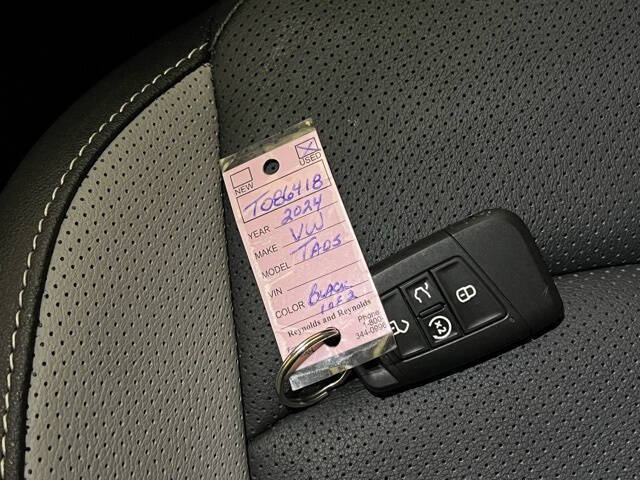 NEW
USED
T086418
YEAR 2024
MAKE VW
MODEL TAOS
VIN
COLOR BLACK
1 OF 2
Reynolds and Reynolds
Phone
1-800-
344-0996
x2